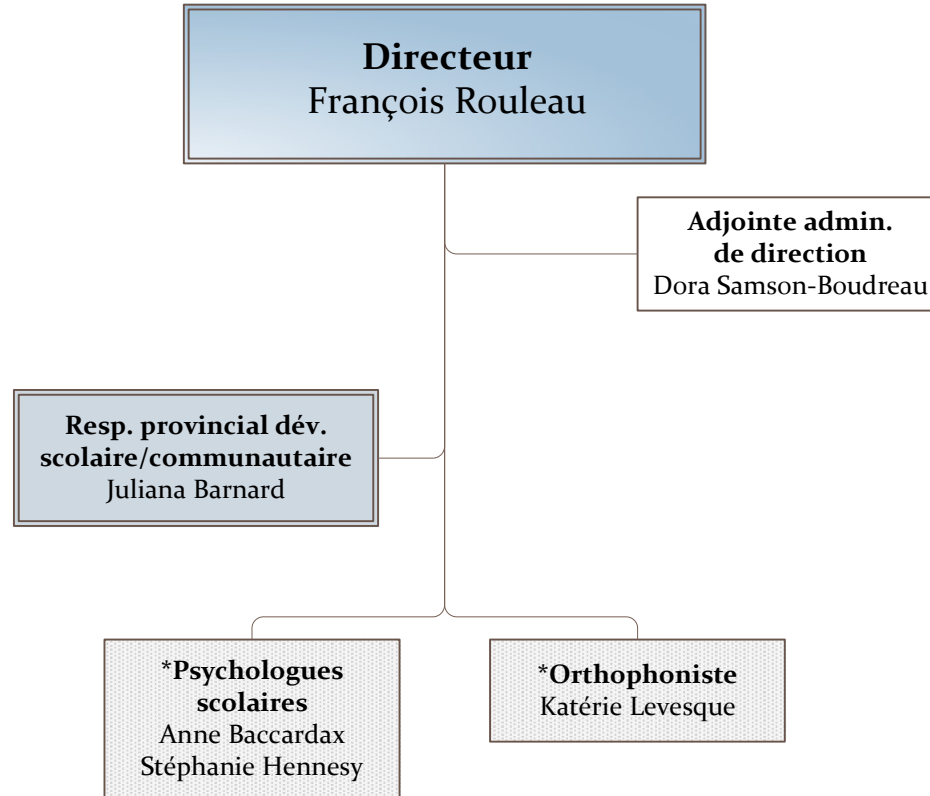 Directeur
François Rouleau
Adjointe admin.
de direction
Dora Samson-Boudreau
Resp. provincial dév.
scolaire/communautaire
Juliana Barnard
*Psychologues
scolaires
Anne Baccardax
Stéphanie Hennesy
*Orthophoniste
Katérie Levesque